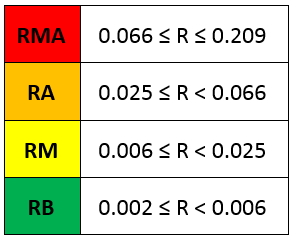 RMA 0.066 ≤ R ≤ 0.209
RA 0.025 ≤ R < 0.066
RM 0.006 ≤ R < 0.025
RB 0.002 ≤ R < 0.006